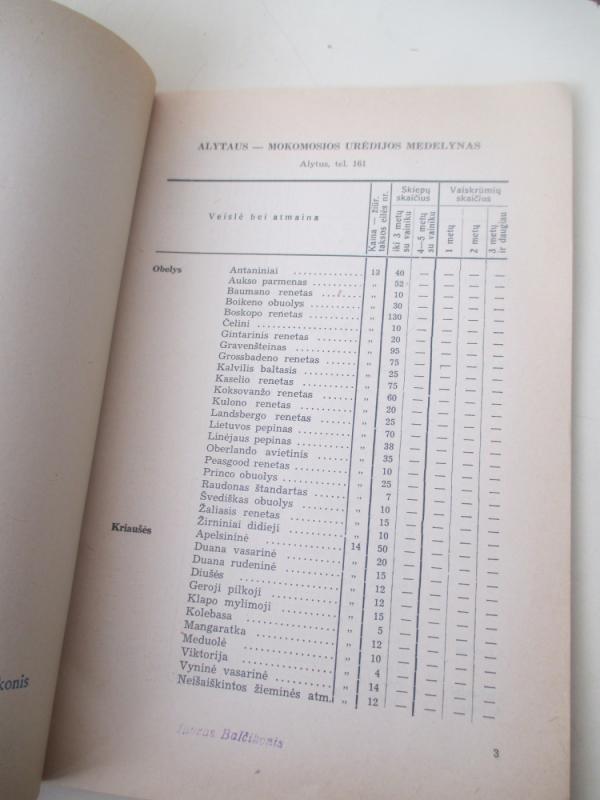 ALYTAUS — MOKOMOSIOS URĖDIJOS MEDELYNAS
Alytus, tel. 161
Veislė bei atmaina
Kaina — žiūr. taksos eilės nr.
Skiepų skaičius
iki 3 metų su vainiku
4—5 metų su vainiku
Vaiskrūmių skaičius
1 metų
2 metų
3 metų ir daugiau
Obelys Antaniniai .............. 13 40 — — — —
Aukso parmenas ........... „ 52 — — — —
Baumano renetas .......... „ 10 — — — —
Boikeno obuolys ........... „ 30 — — — —
Boskopo renetas ........... „ 130 — — — —
Čelini ..................... „ 10 — — — —
Gintarinis renetas ......... „ 20 — — — —
Gravenšteinas ............. „ 95 — — — —
Grossbadeno renetas ....... „ 75 — — — —
Kalvilis baltasis ........... „ 25 — — — —
Kaselio renetas ............ „ 75 — — — —
Koksovanžo renetas ........ „ 60 — — — —
Kulono renetas ............ „ 20 — — — —
Landsbergo renetas ........ „ 25 — — — —
Lietuvos pepinas ........... „ 70 — — — —
Linėjaus pepinas ........... „ 38 — — — —
Oberlando avietinis ........ „ 35 — — — —
Peasgood renetas .......... „ 10 — — — —
Princo obuolys ............. „ 25 — — — —
Raudonas štandartas ...... „ 7 — — — —
Švediškas obuolys ......... „ 10 — — — —
Žaliasis renetas ............ „ 15 — — — —
Žirniniai didieji ............ „ 10 — — — —
Kriaušės Apelsininė ............. 14 50 — — — —
Duana vasarinė ............ „ 20 — — — —
Duana rudeninė ........... „ 15 — — — —
Diušės .................... „ 12 — — — —
Geroji pilkoji .............. „ 12 — — — —
Klapo mylimoji ............ „ 15 — — — —
Kolebasa .................. „ 5 — — — —
Mangaratka ............... „ 12 — — — —
Meduolė .................. „ 10 — — — —
Viktorija .................. „ 4 — — — —
Vyninė vasarinė ........... „ 14 — — — —
Neišaiškintos žieminės atm. „ 12 — — — —
Balčikonis
3
konis